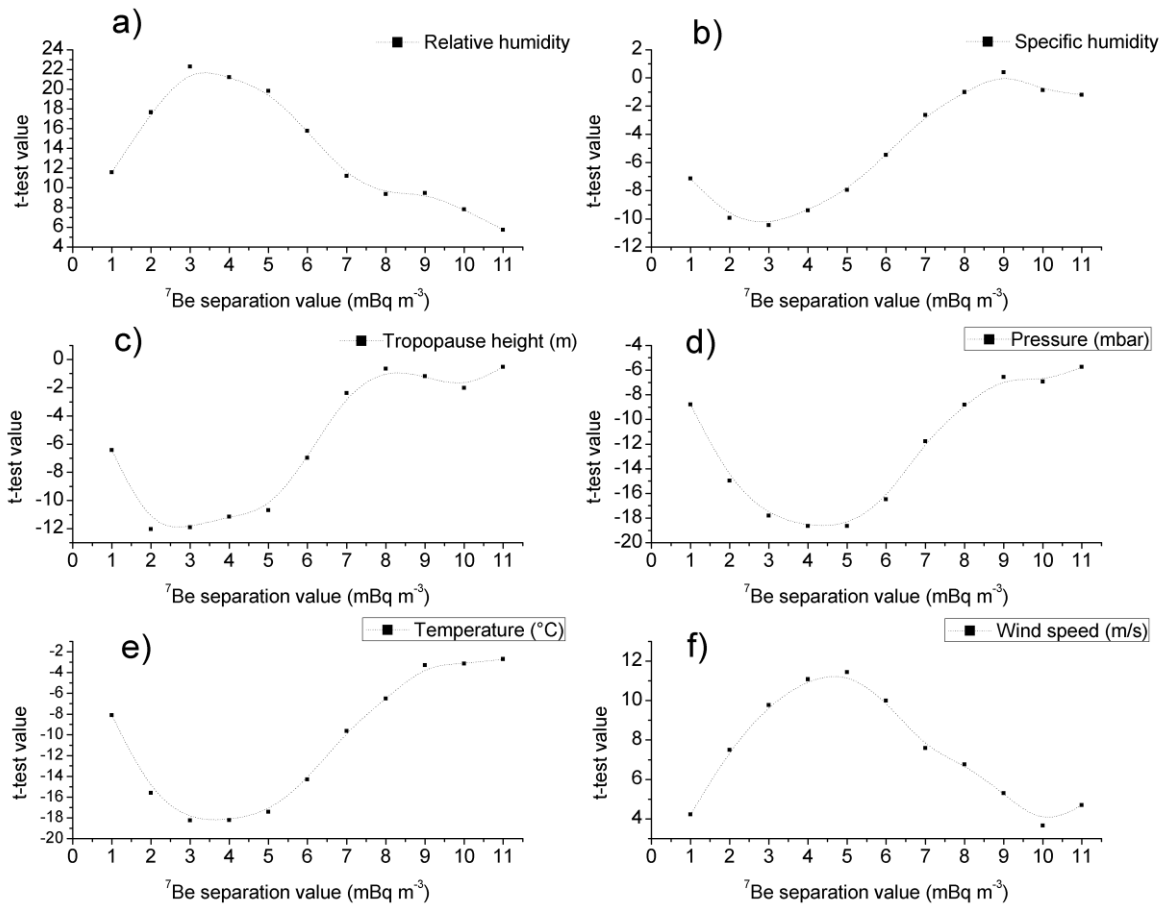 a)
Relative humidity
24
22
20
18
16
14
12
10
8
6
4
t-test value
0 1 2 3 4 5 6 7 8 9 10 11
⁷Be separation value (mBq m⁻³)
b)
Specific humidity
2
0
-2
-4
-6
-8
-10
-12
t-test value
0 1 2 3 4 5 6 7 8 9 10 11
⁷Be separation value (mBq m⁻³)
c)
Tropopause height (m)
0
-2
-4
-6
-8
-10
-12
t-test value
0 1 2 3 4 5 6 7 8 9 10 11
⁷Be separation value (mBq m⁻³)
d)
Pressure (mbar)
-4
-6
-8
-10
-12
-14
-16
-18
-20
t-test value
0 1 2 3 4 5 6 7 8 9 10 11
⁷Be separation value (mBq m⁻³)
e)
Temperature (°C)
-2
-4
-6
-8
-10
-12
-14
-16
-18
-20
t-test value
0 1 2 3 4 5 6 7 8 9 10 11
⁷Be separation value (mBq m⁻³)
f)
Wind speed (m/s)
12
10
8
6
4
t-test value
0 1 2 3 4 5 6 7 8 9 10 11
⁷Be separation value (mBq m⁻³)